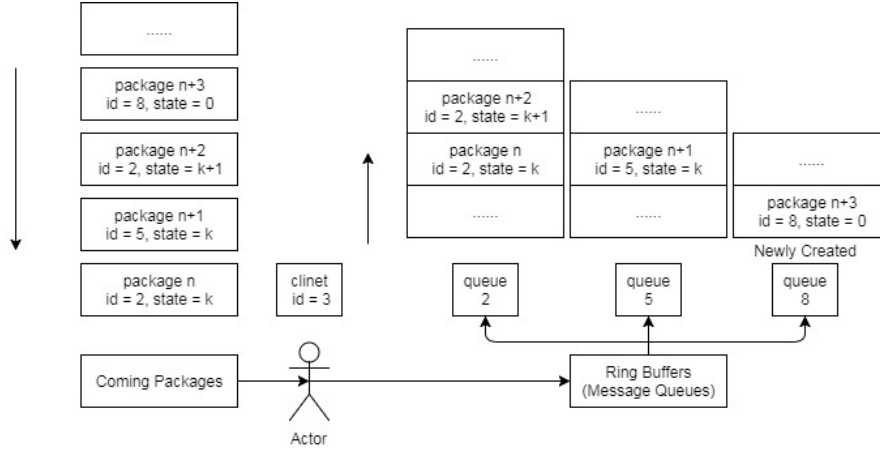 ......
package n+3
id = 8, state = 0
package n+2
id = 2, state = k+1
package n+1
id = 5, state = k
package n
id = 2, state = k
clinet
id = 3
Coming Packages
Actor
......
package n+2
id = 2, state = k+1
package n
id = 2, state = k
......
queue
2
......
package n+1
id = 5, state = k
......
queue
5
......
package n+3
id = 8, state = 0
Newly Created
queue
8
Ring Buffers
(Message Queues)